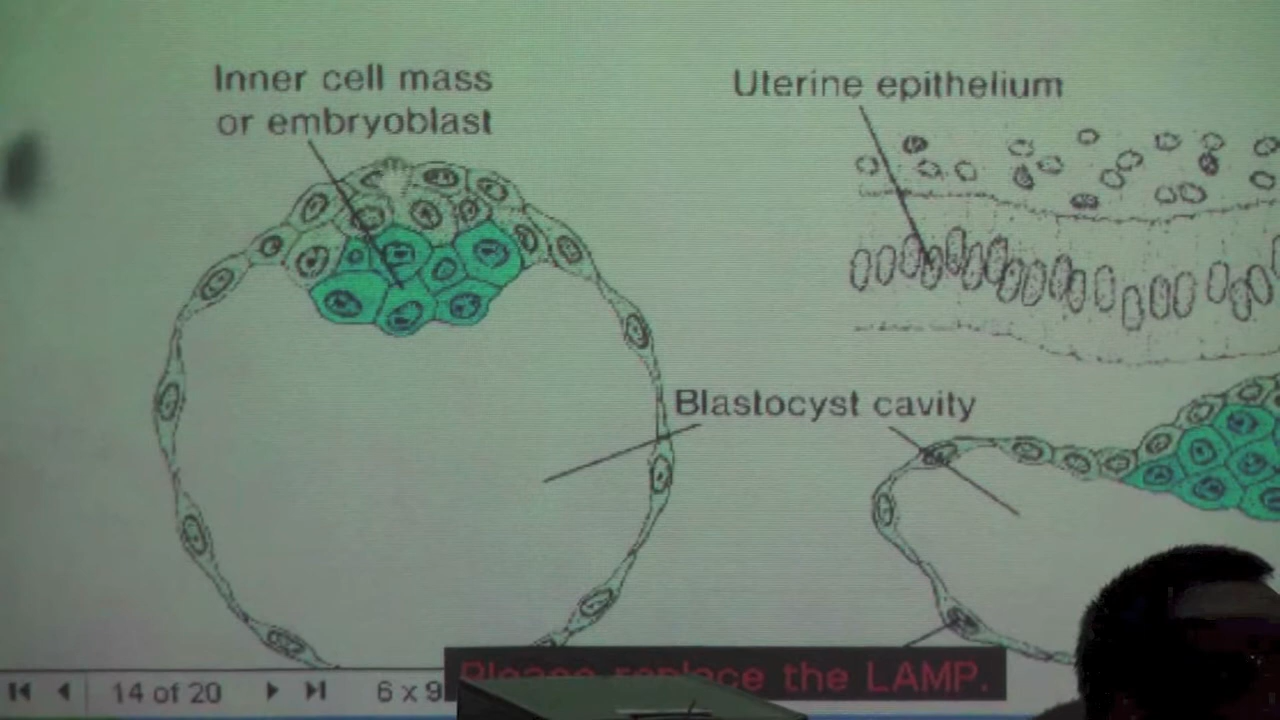 Inner cell mass
or embryoblast
Uterine epithelium
Blastocyst cavity
14 of 20
6 x 9
Please replace the LAMP.